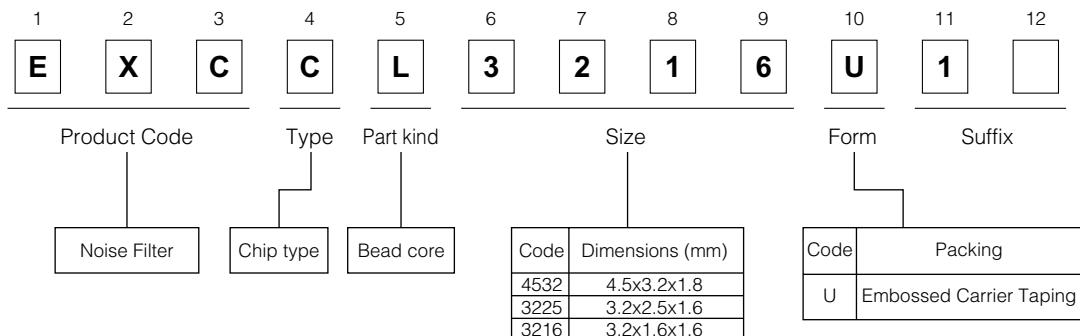 1 2 3 4 5 6 7 8 9 10 11 12
E X C C L 3 2 1 6 U 1
Product Code Type Part kind Size Form Suffix
Noise Filter Chip type Bead core
Code Dimensions (mm)
4532 4.5x3.2x1.8
3225 3.2x2.5x1.6
3216 3.2x1.6x1.6
Code Packing
U Embossed Carrier Taping